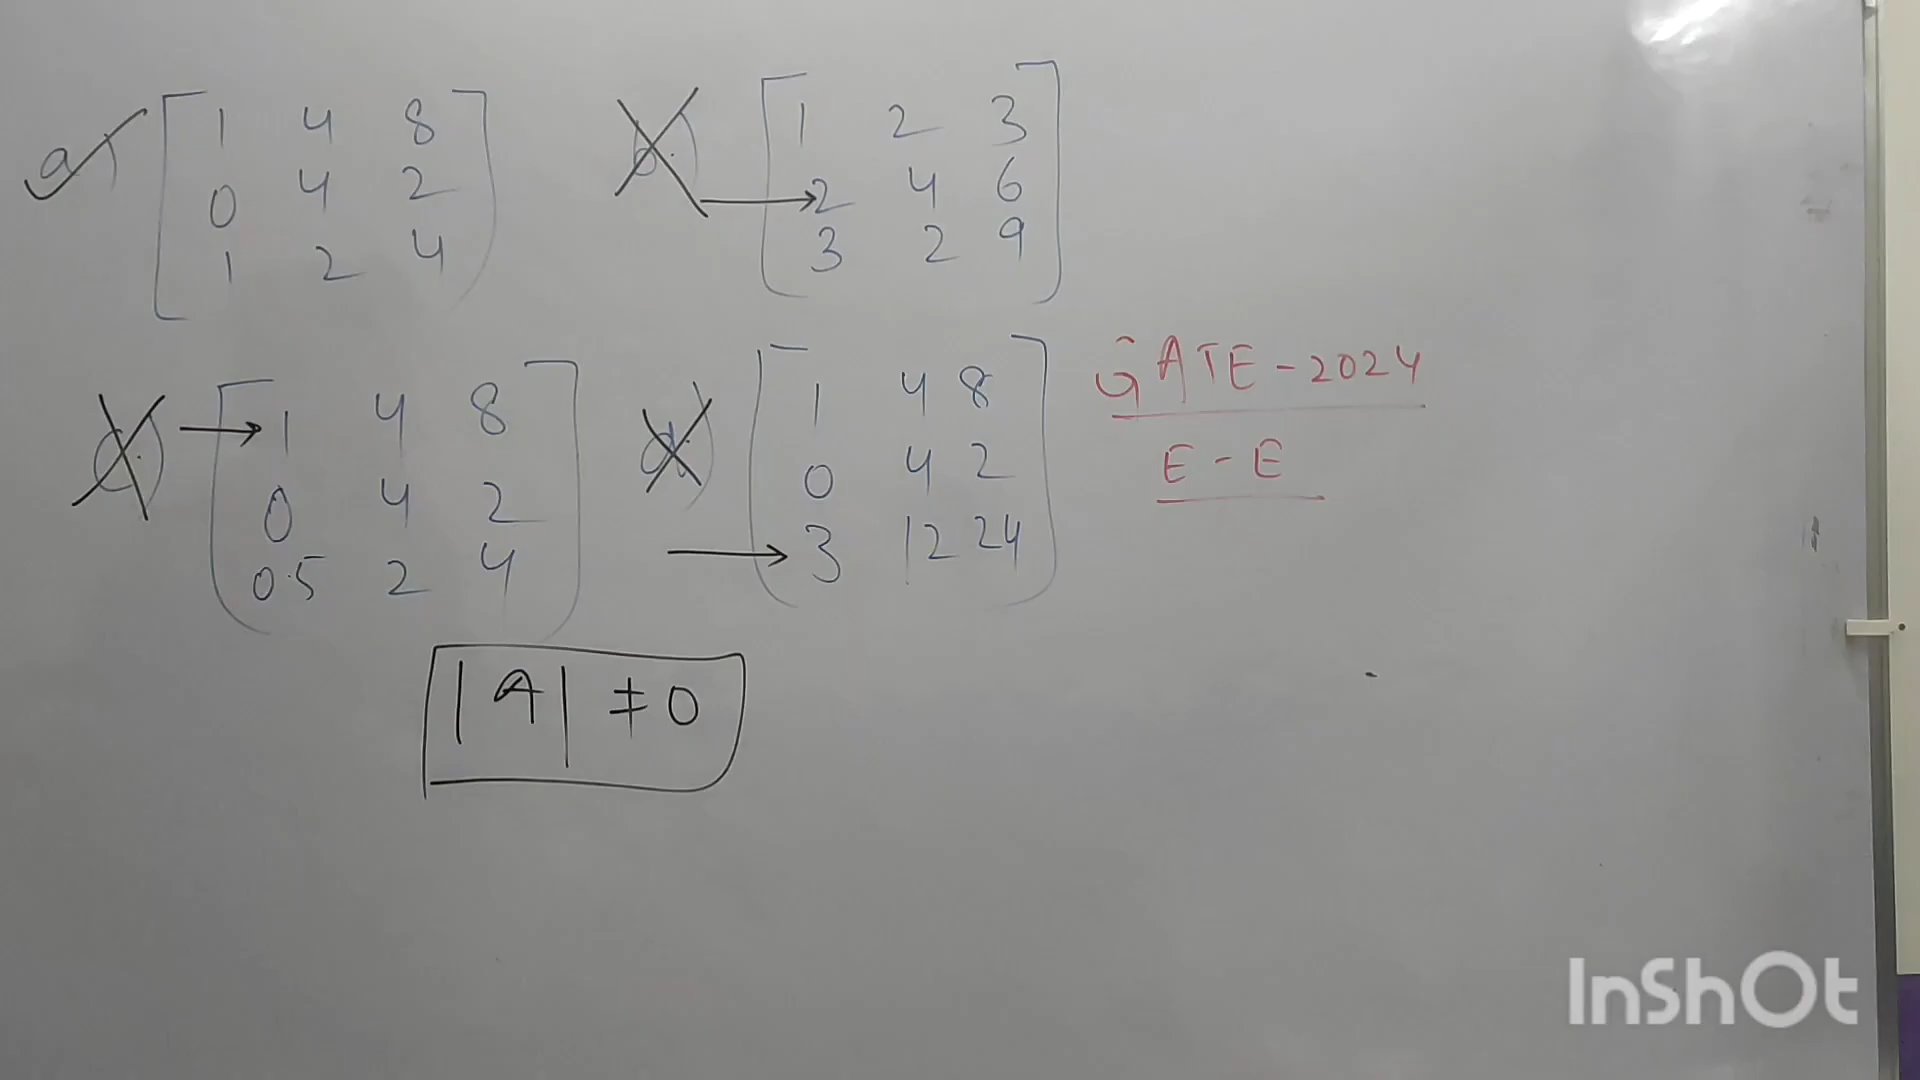 a) 1 4 8
0 4 2
1 2 4
b.) 1 2 3
2 4 6
3 2 9
c.) 1 4 8
0 4 2
0.5 2 4
d.) 1 4 8
0 4 2
3 12 24
GATE - 2024
E - E
|A| ≠ 0
InShOt